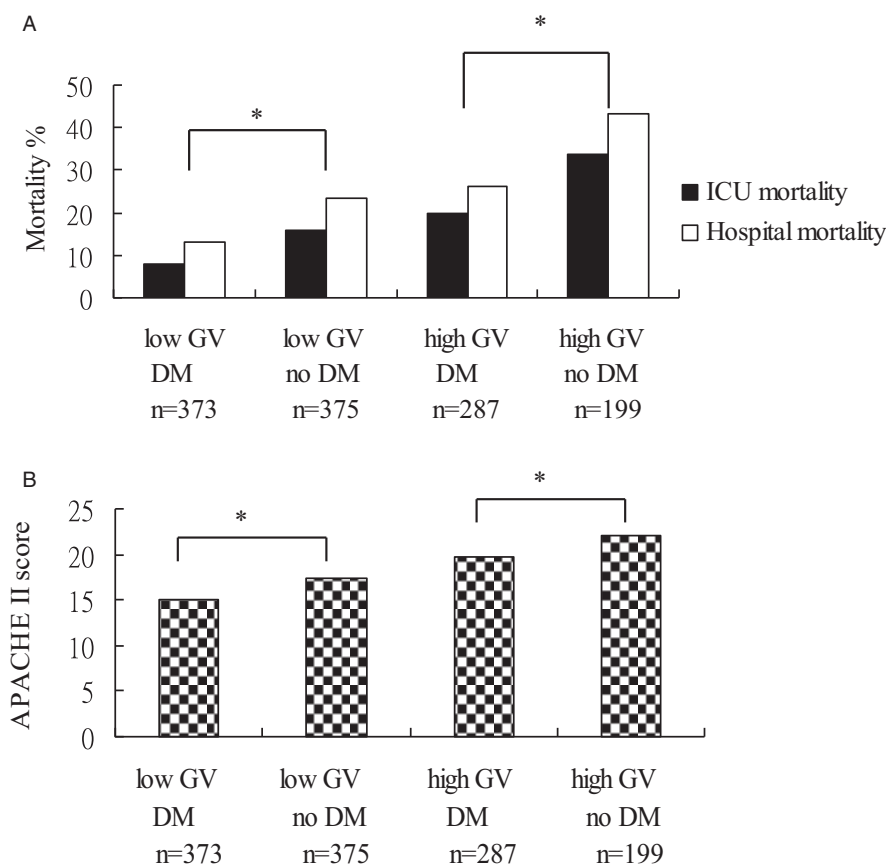 A
*
*
50
40
30
20
10
0
Mortality %
ICU mortality
Hospital mortality
low GV low GV high GV high GV
DM no DM DM no DM
n=373 n=375 n=287 n=199
B
*
*
25
20
15
10
5
0
APACHE II score
low GV low GV high GV high GV
DM no DM DM no DM
n=373 n=375 n=287 n=199